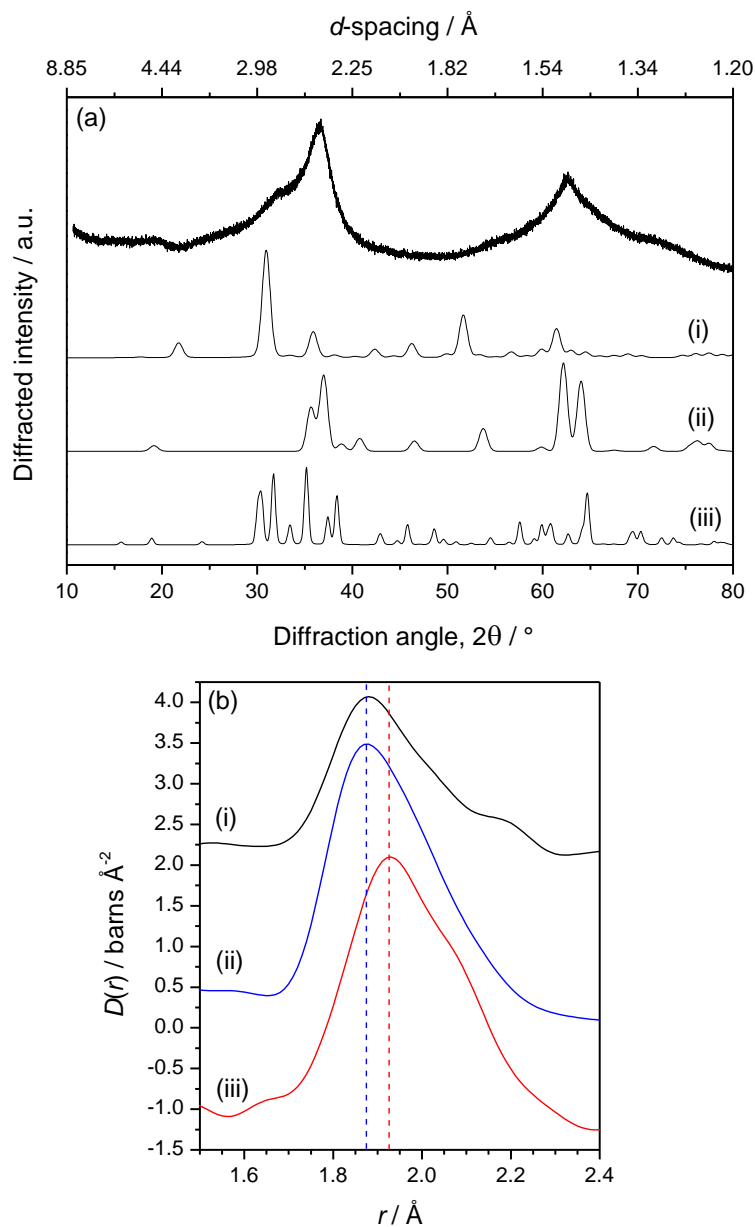 d-spacing / Å
8.85 4.44 2.98 2.25 1.82 1.54 1.34 1.20
(a)
Diffracted intensity / a.u.
(i)
(ii)
(iii)
10 20 30 40 50 60 70 80
Diffraction angle, 2θ / °
(b)
D(r) / barns Å-2
4.0
3.5
3.0
2.5
2.0
1.5
1.0
0.5
0.0
-0.5
-1.0
-1.5
(i)
(ii)
(iii)
1.6 1.8 2.0 2.2 2.4
r / Å